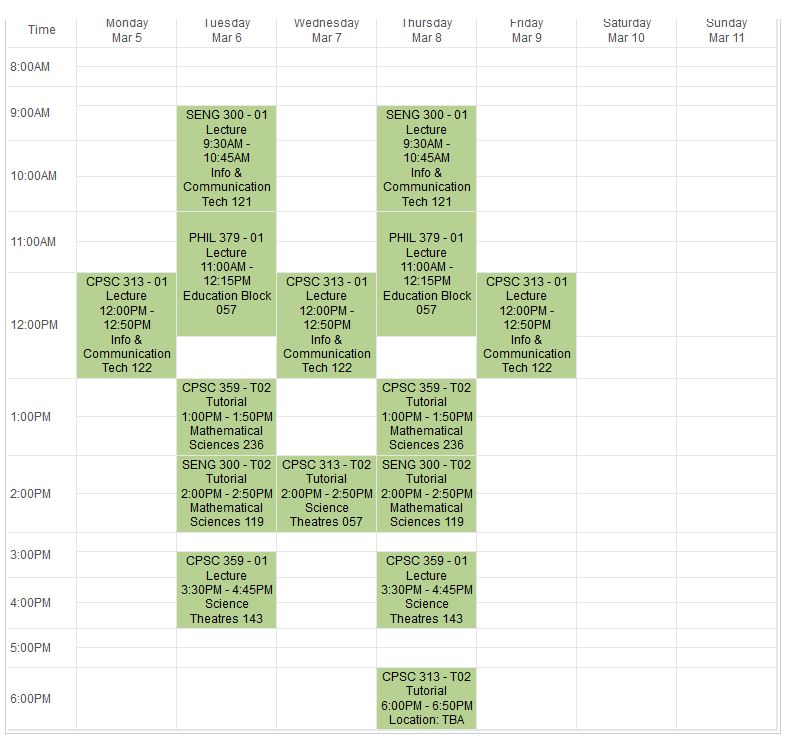 Time
Monday
Mar 5
Tuesday
Mar 6
Wednesday
Mar 7
Thursday
Mar 8
Friday
Mar 9
Saturday
Mar 10
Sunday
Mar 11
8:00AM
9:00AM
SENG 300 - 01
Lecture
9:30AM -
10:45AM
Info &
Communication
Tech 121
SENG 300 - 01
Lecture
9:30AM -
10:45AM
Info &
Communication
Tech 121
10:00AM
11:00AM
PHIL 379 - 01
Lecture
11:00AM -
12:15PM
Education Block
057
PHIL 379 - 01
Lecture
11:00AM -
12:15PM
Education Block
057
CPSC 313 - 01
Lecture
12:00PM -
12:50PM
Info &
Communication
Tech 122
CPSC 313 - 01
Lecture
12:00PM -
12:50PM
Info &
Communication
Tech 122
CPSC 313 - 01
Lecture
12:00PM -
12:50PM
Info &
Communication
Tech 122
12:00PM
1:00PM
CPSC 359 - T02
Tutorial
1:00PM - 1:50PM
Mathematical
Sciences 236
CPSC 359 - T02
Tutorial
1:00PM - 1:50PM
Mathematical
Sciences 236
2:00PM
SENG 300 - T02
Tutorial
2:00PM - 2:50PM
Mathematical
Sciences 119
CPSC 313 - T02
Tutorial
2:00PM - 2:50PM
Science
Theatres 057
SENG 300 - T02
Tutorial
2:00PM - 2:50PM
Mathematical
Sciences 119
3:00PM
CPSC 359 - 01
Lecture
3:30PM - 4:45PM
Science
Theatres 143
CPSC 359 - 01
Lecture
3:30PM - 4:45PM
Science
Theatres 143
4:00PM
5:00PM
6:00PM
CPSC 313 - T02
Tutorial
6:00PM - 6:50PM
Location: TBA